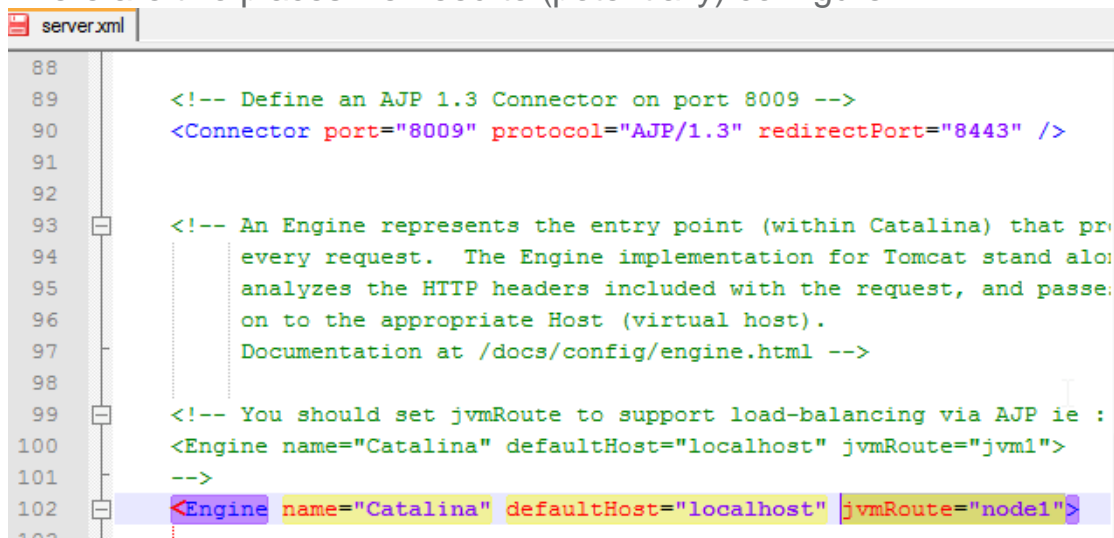 server.xml
88
89 <!-- Define an AJP 1.3 Connector on port 8009 -->
90 <Connector port="8009" protocol="AJP/1.3" redirectPort="8443" />
91
92
93 <!-- An Engine represents the entry point (within Catalina) that
94 every request. The Engine implementation for Tomcat stand
95 analyzes the HTTP headers included with the request, and
96 on to the appropriate Host (virtual host).
97 Documentation at /docs/config/engine.html -->
98
99 <!-- You should set jvmRoute to support load-balancing via AJP ie :
100 <Engine name="Catalina" defaultHost="localhost" jvmRoute="jvm1">
101 -->
102 <Engine name="Catalina" defaultHost="localhost" jvmRoute="node1">